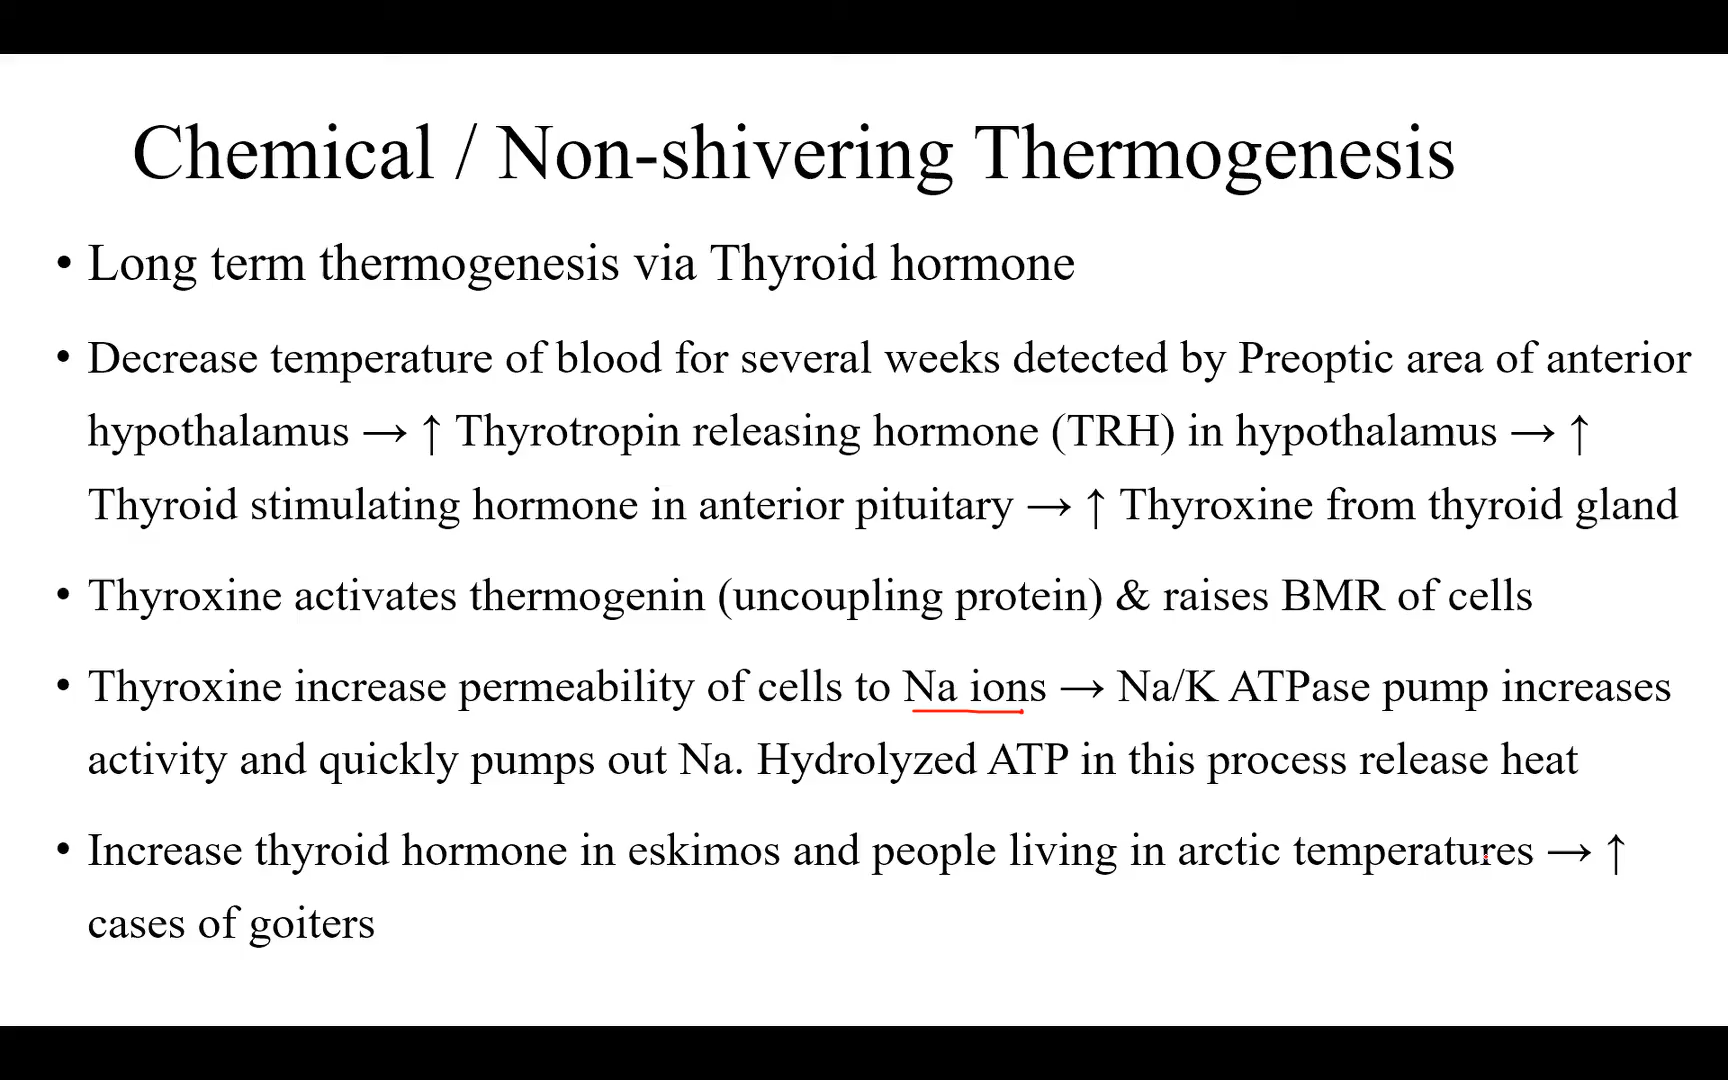 Chemical / Non-shivering Thermogenesis
• Long term thermogenesis via Thyroid hormone
• Decrease temperature of blood for several weeks detected by Preoptic area of anterior
hypothalamus → ↑ Thyrotropin releasing hormone (TRH) in hypothalamus → ↑
Thyroid stimulating hormone in anterior pituitary → ↑ Thyroxine from thyroid gland
• Thyroxine activates thermogenin (uncoupling protein) & raises BMR of cells
• Thyroxine increase permeability of cells to Na ions → Na/K ATPase pump increases
activity and quickly pumps out Na. Hydrolyzed ATP in this process release heat
• Increase thyroid hormone in eskimos and people living in arctic temperatures → ↑
cases of goiters